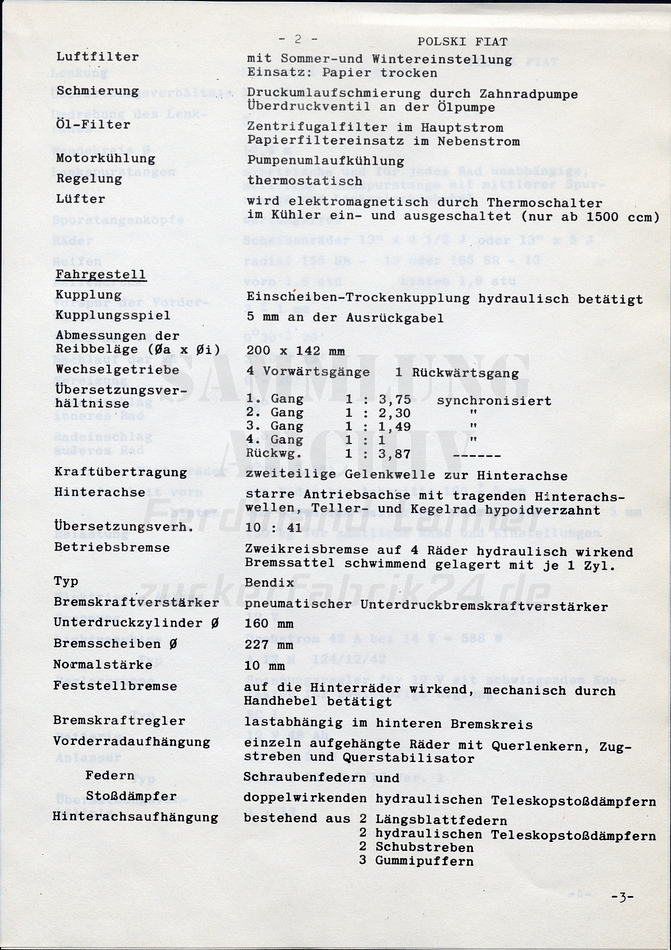 - 2 - POLSKI FIAT
Luftfilter mit Sommer-und Wintereinstellung
Einsatz: Papier trocken
Schmierung Druckumlaufschmierung durch Zahnradpumpe
Überdruckventil an der Ölpumpe
Öl-Filter Zentrifugalfilter im Hauptstrom
Papierfiltereinsatz im Nebenstrom
Motorkühlung Pumpenumlaufkühlung
Regelung thermostatisch
Lüfter wird elektromagnetisch durch Thermoschalter
im Kühler ein- und ausgeschaltet (nur ab 1500 ccm)
Fahrgestell
Kupplung Einscheiben-Trockenkupplung hydraulisch betätigt
Kupplungsspiel 5 mm an der Ausrückgabel
Abmessungen der
Reibbeläge (Øa x Øi) 200 x 142 mm
Wechselgetriebe 4 Vorwärtsgänge 1 Rückwärtsgang
Übersetzungsver-
hältnisse 1. Gang 1 : 3,75 synchronisiert
2. Gang 1 : 2,30 "
3. Gang 1 : 1,49 "
4. Gang 1 : 1 "
Rückwg. 1 : 3,87 ------
Kraftübertragung zweiteilige Gelenkwelle zur Hinterachse
Hinterachse starre Antriebsachse mit tragenden Hinterachs-
wellen, Teller- und Kegelrad hypoidverzahnt
Übersetzungsverh. 10 : 41
Betriebsbremse Zweikreisbremse auf 4 Räder hydraulisch wirkend
Bremssattel schwimmend gelagert mit je 1 Zyl.
Typ Bendix
Bremskraftverstärker pneumatischer Unterdruckbremskraftverstärker
Unterdruckzylinder Ø 160 mm
Bremsscheiben Ø 227 mm
Normalstärke 10 mm
Feststellbremse auf die Hinterräder wirkend, mechanisch durch
Handhebel betätigt
Bremskraftregler lastabhängig im hinteren Bremskreis
Vorderradaufhängung einzeln aufgehängte Räder mit Querlenkern, Zug-
streben und Querstabilisator
Federn Schraubenfedern und
Stoßdämpfer doppelwirkenden hydraulischen Teleskopstoßdämpfern
Hinterachsaufhängung bestehend aus 2 Längsblattfedern
2 hydraulischen Teleskopstoßdämpfern
2 Schubstreben
3 Gummipuffern
-3-
SAMMLUNG
ARCHIV
Ferdinand Lanner
zuckerfabrik24.de